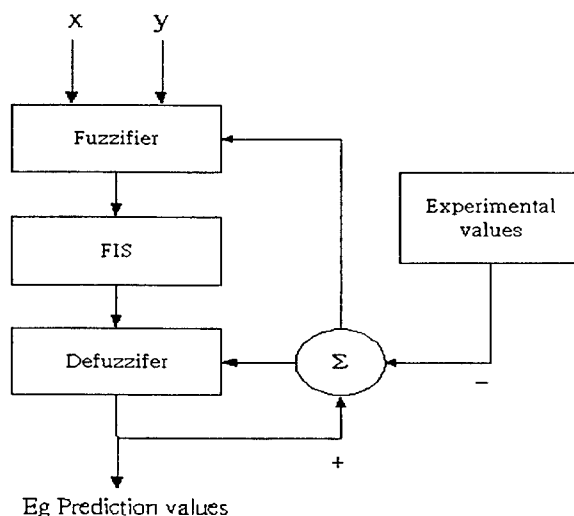 x y
Fuzzifier
FIS
Experimental
values
Defuzzifer
Σ
−
+
Eg Prediction values